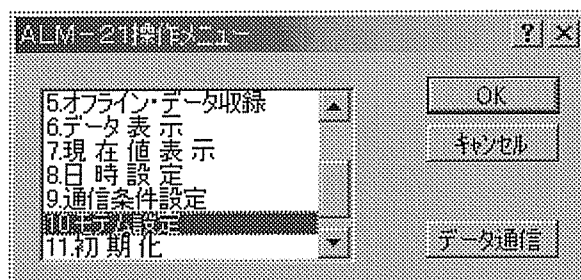 ALM-21操作メニュー
5.オフライン・データ収録
6.データ表示
7.現在値表示
8.日時設定
9.通信条件設定
10.モデム設定
11.初期化
OK
キャンセル
データ通信